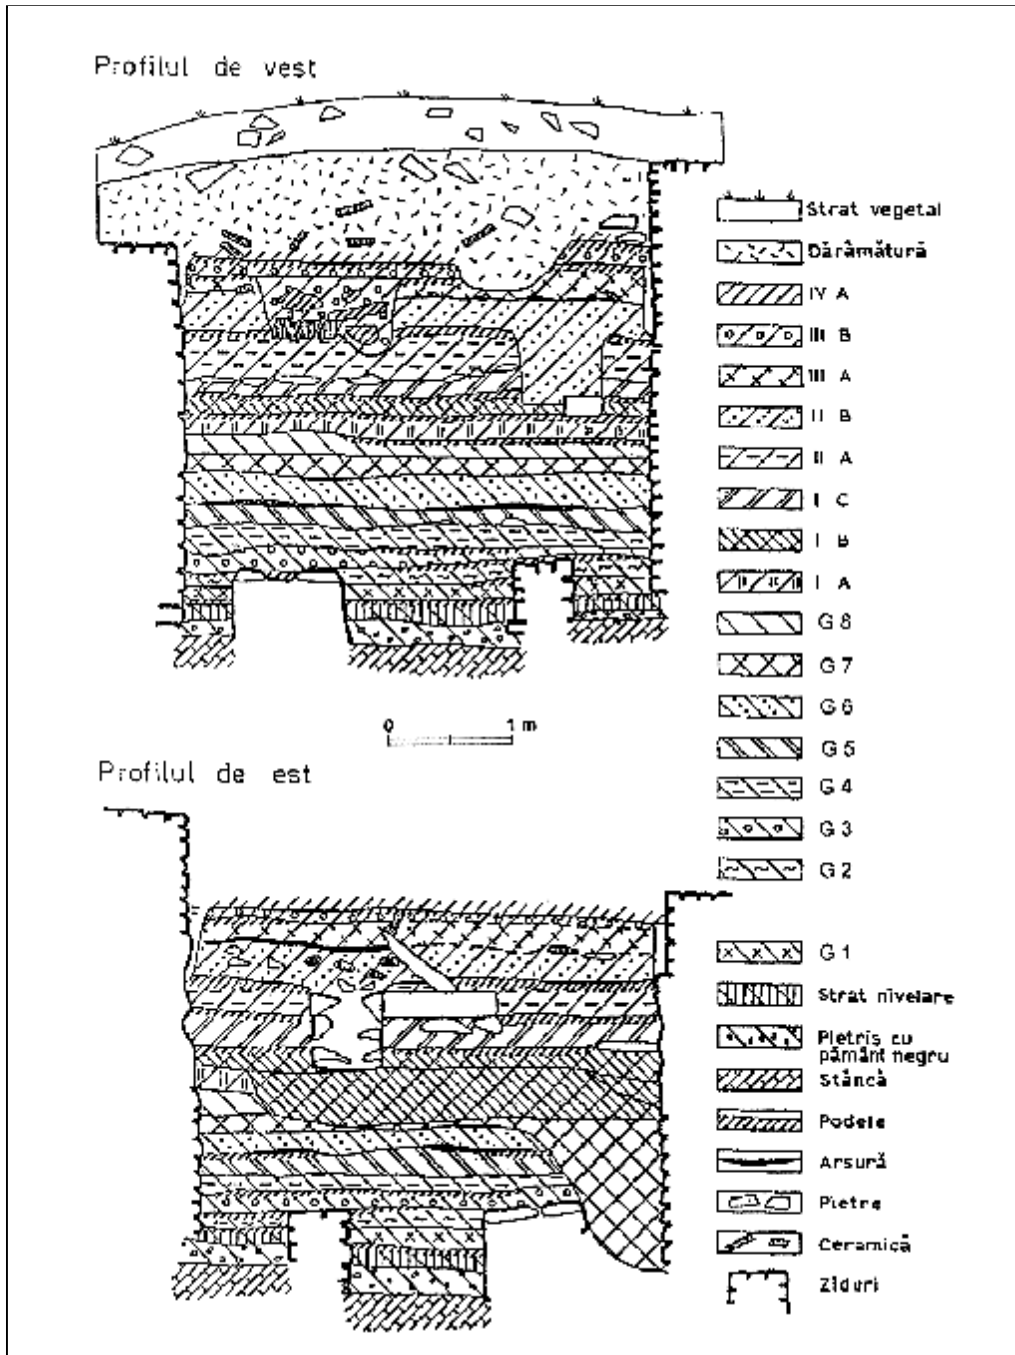 Profilul de vest
Strat vegetal
Dărâmătură
IV A
III B
III A
II B
II A
I C
I B
I A
G 8
G 7
G 6
G 5
G 4
G 3
G 2
0 1 m
Profilul de est
G 1
Strat nivelare
Pietriş cu
pământ negru
Stâncă
Podele
Arsură
Pietre
Ceramică
Ziduri